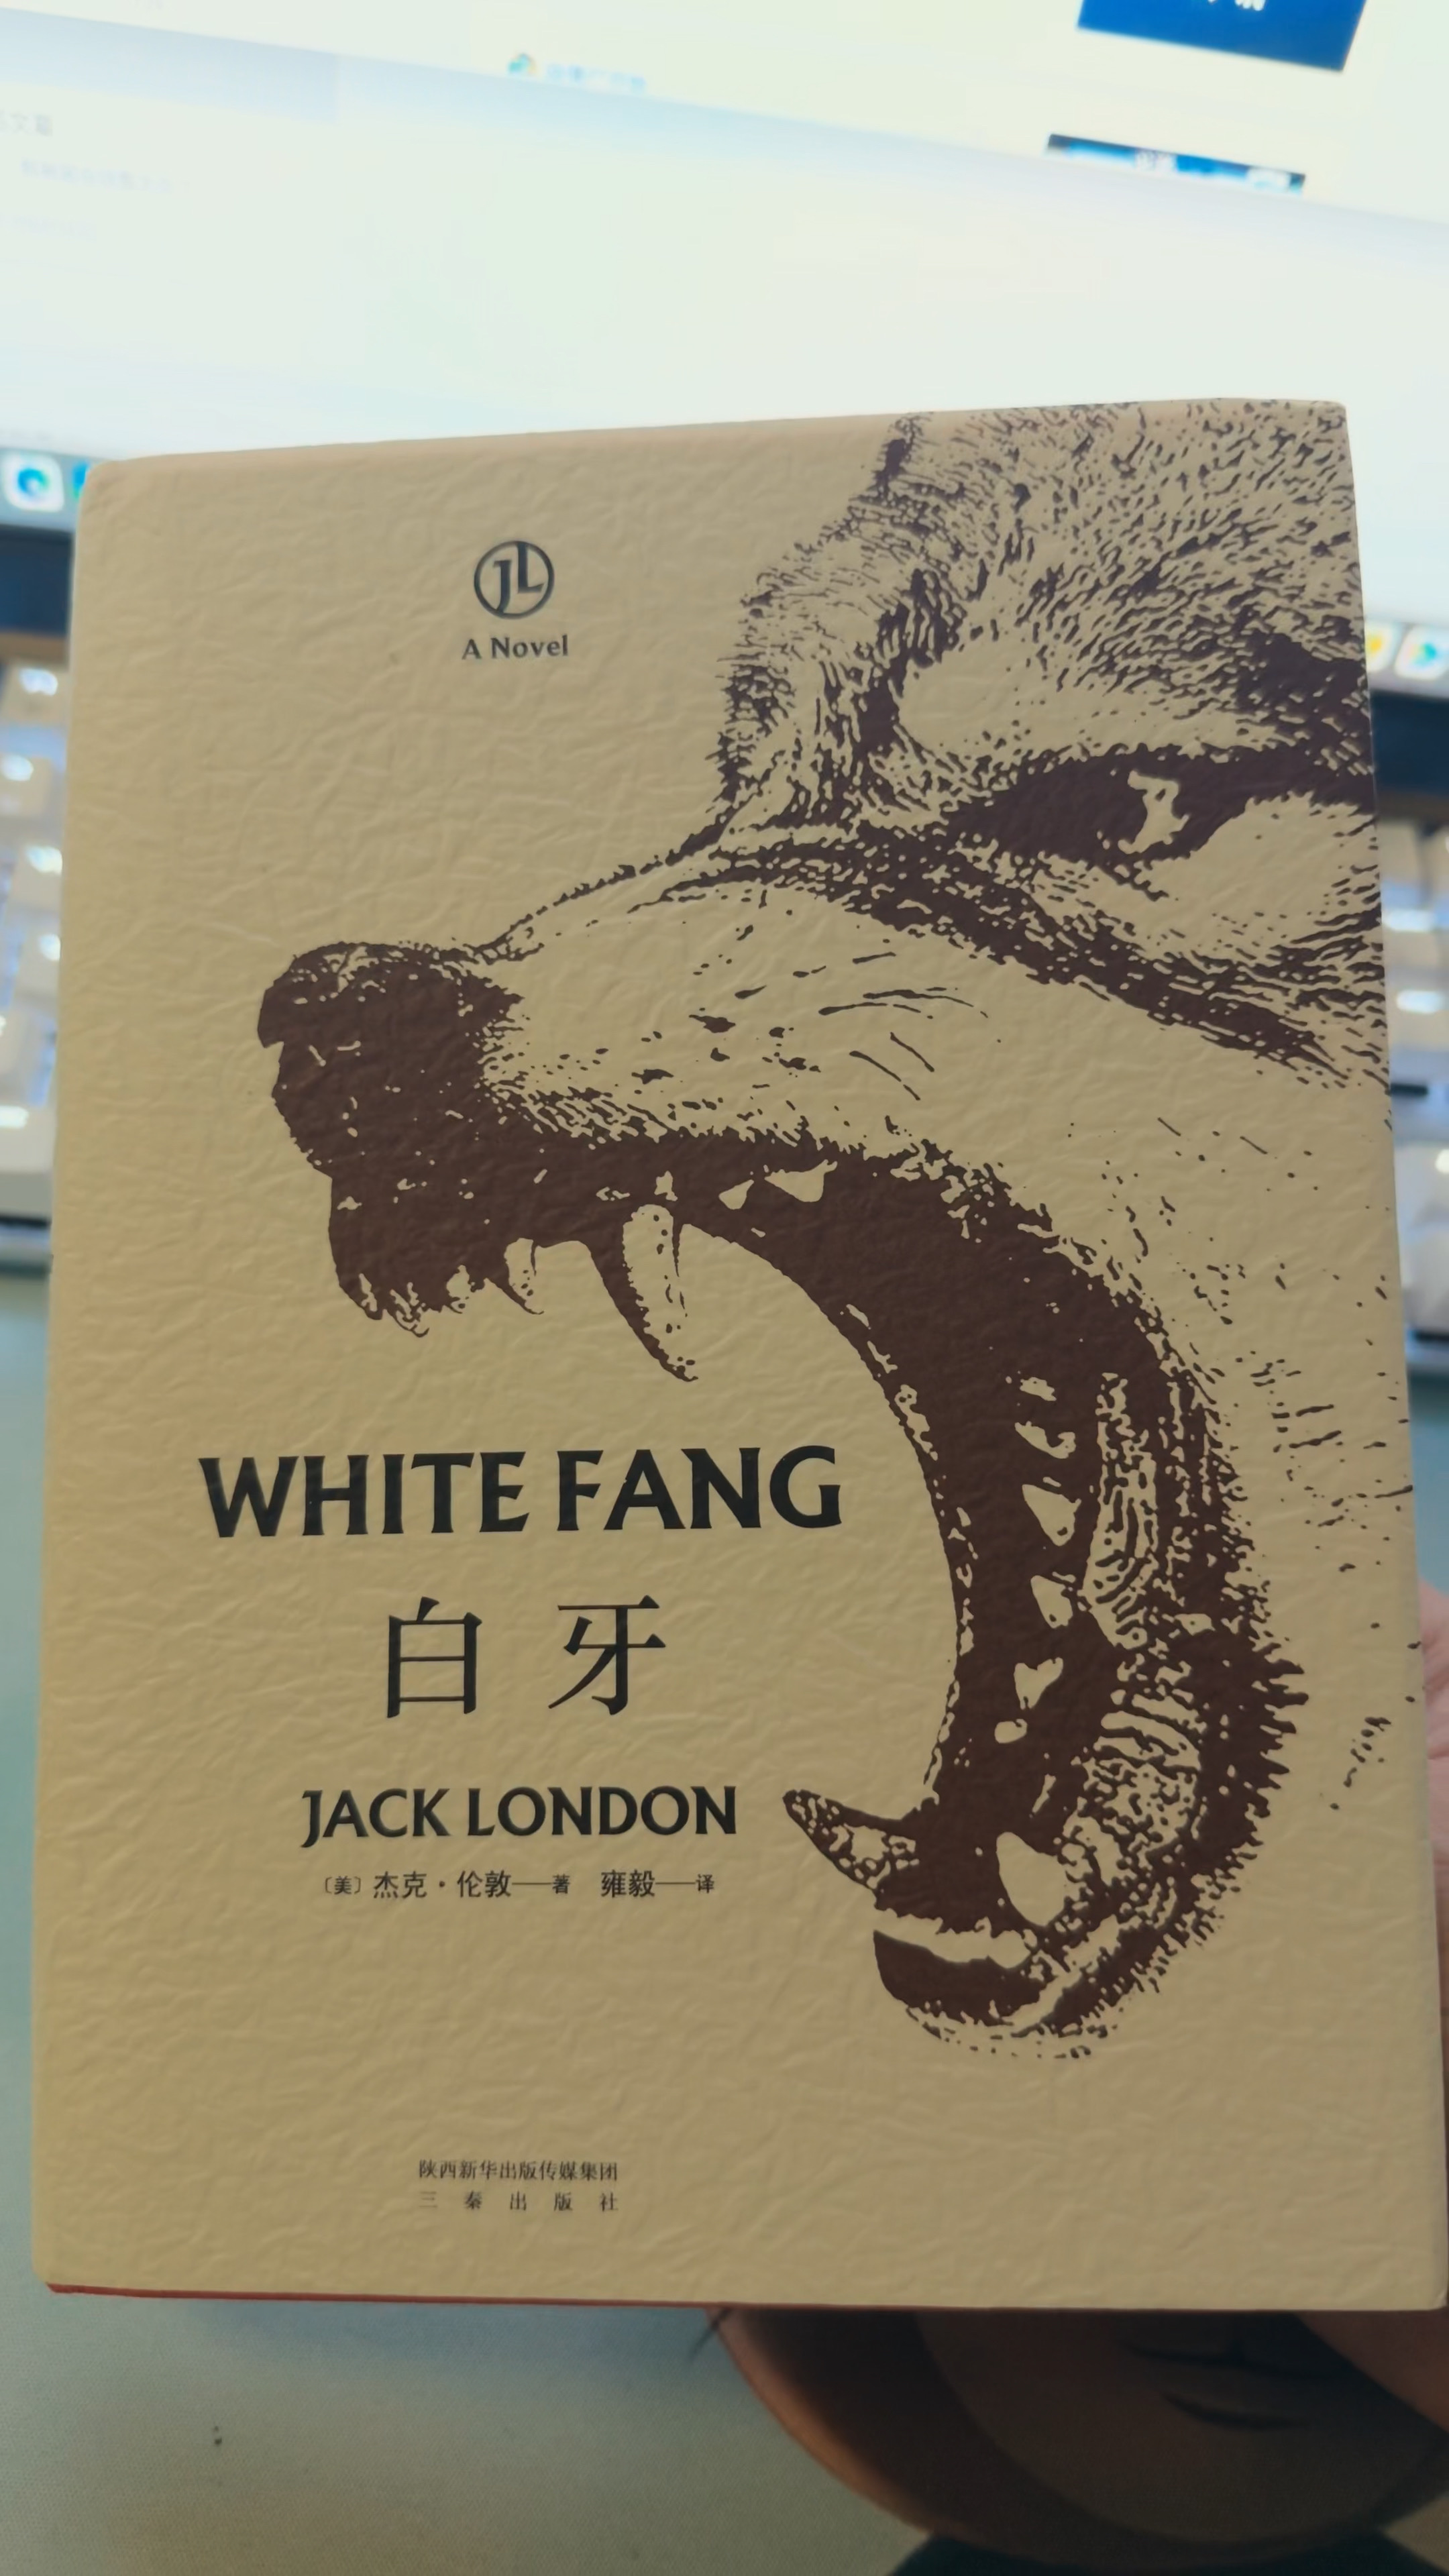 JL
A Novel
WHITE FANG
白牙
JACK LONDON
〔美〕杰克·伦敦——著 雍毅——译
陕西新华出版传媒集团
三秦出版社